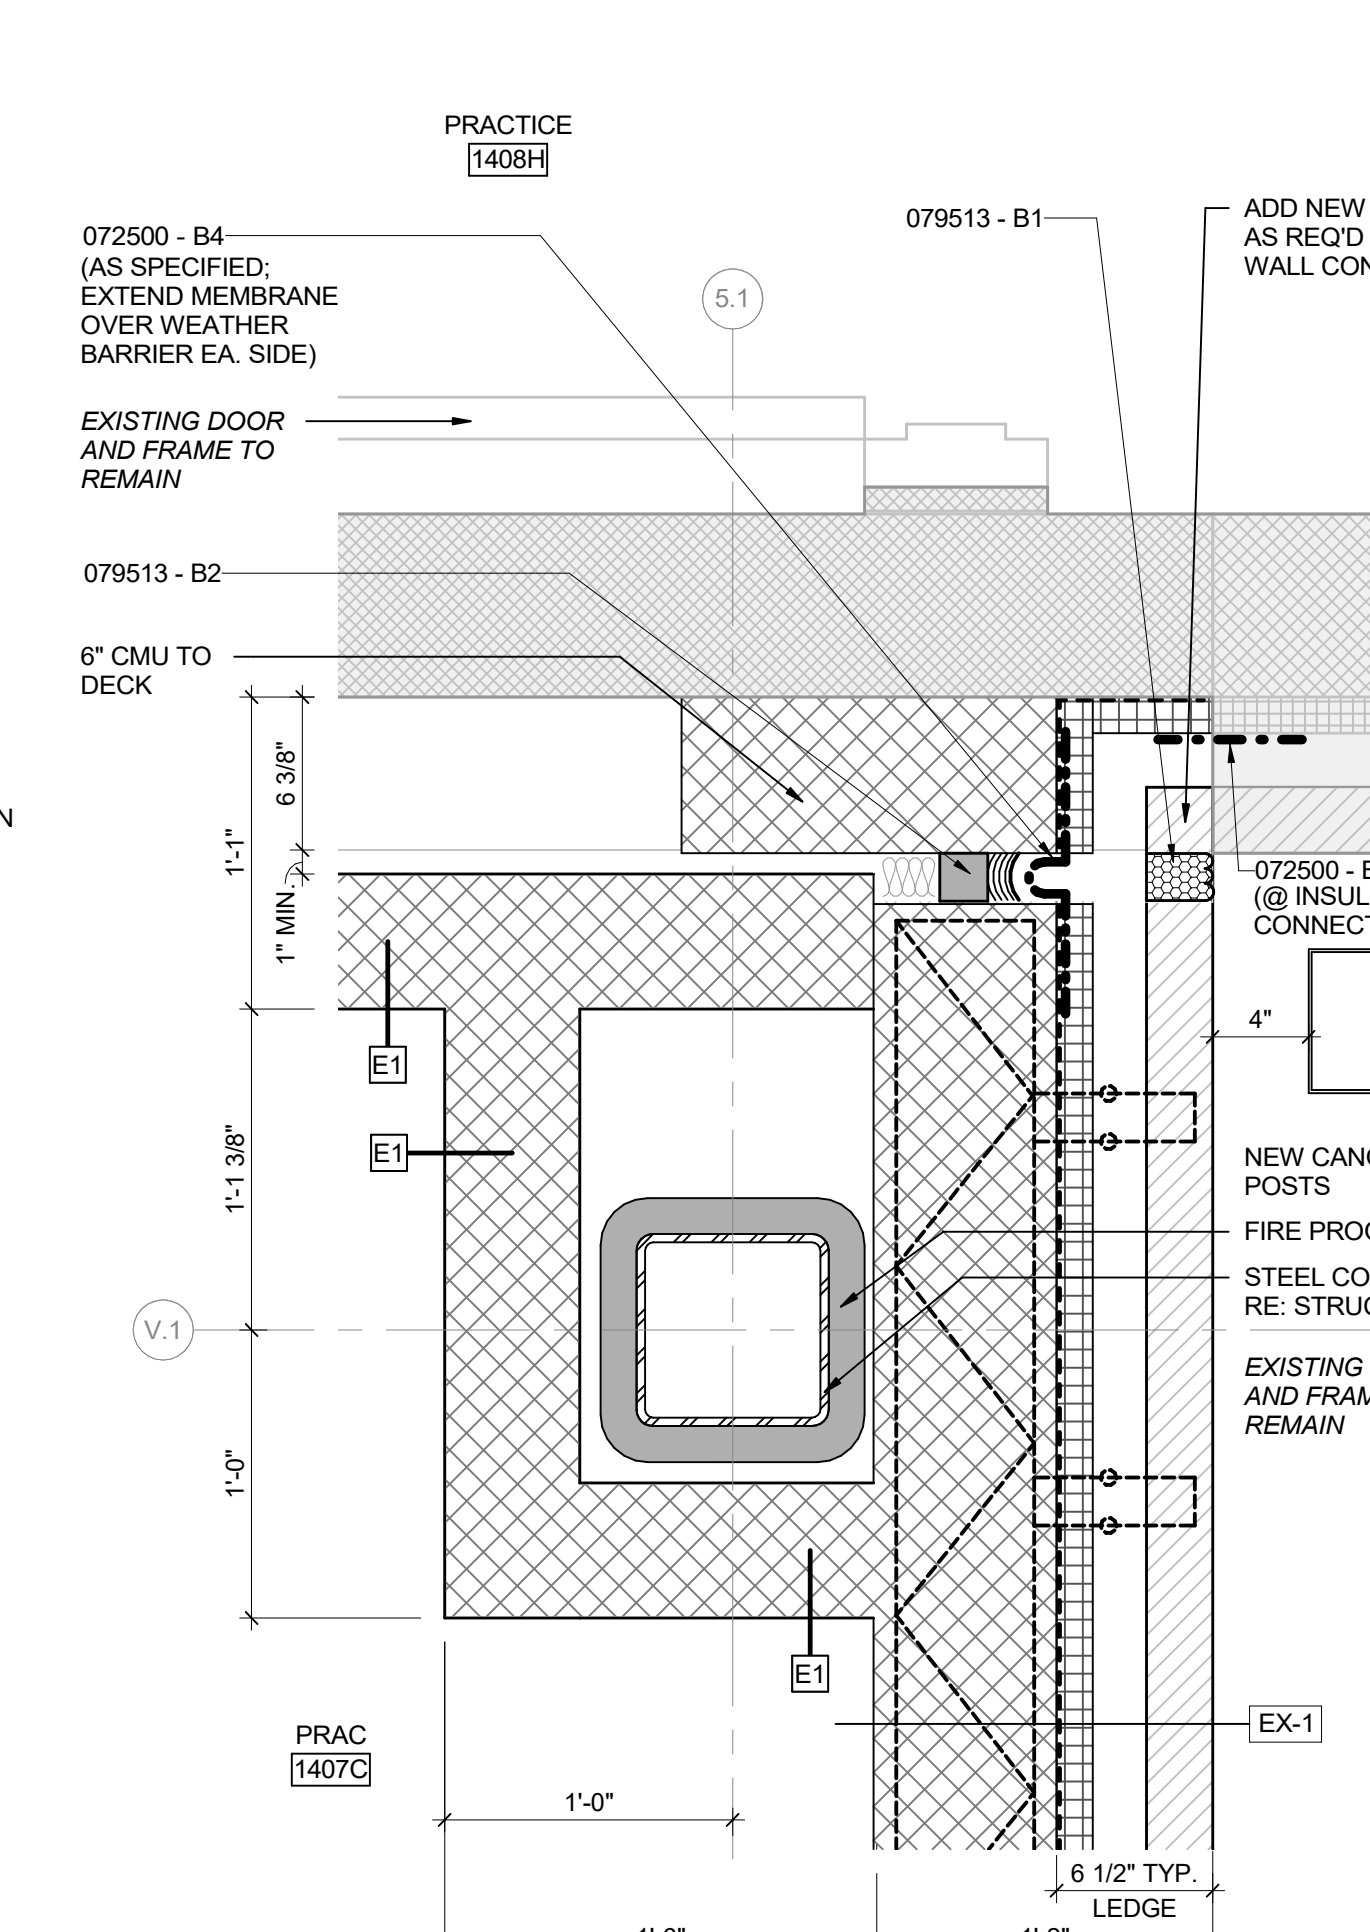 PRACTICE
1408H
072500 - B4
(AS SPECIFIED;
EXTEND MEMBRANE
OVER WEATHER
BARRIER EA. SIDE)
079513 - B1
ADD NEW
AS REQ'D
WALL CON
5.1
EXISTING DOOR
AND FRAME TO
REMAIN
079513 - B2
6" CMU TO
DECK
6 3/8"
1'-1"
1" MIN.
N
072500 - B
(@ INSUL
CONNECT
4"
E1
E1
1'-1 3/8"
NEW CANO
POSTS
FIRE PROO
STEEL CO
RE: STRUC
V.1
EXISTING
AND FRAM
REMAIN
1'-0"
E1
EX-1
PRAC
1407C
1'-0"
6 1/2" TYP.
LEDGE